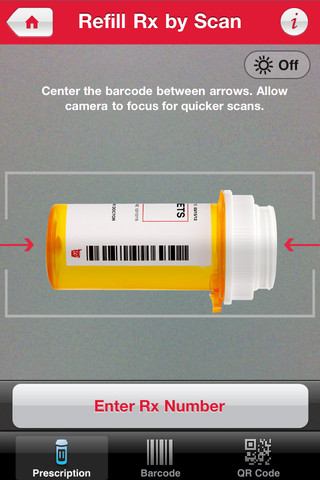 Refill Rx by Scan
i
Off
Center the barcode between arrows. Allow
camera to focus for quicker scans.
ETS
Enter Rx Number
Prescription
Barcode
QR Code